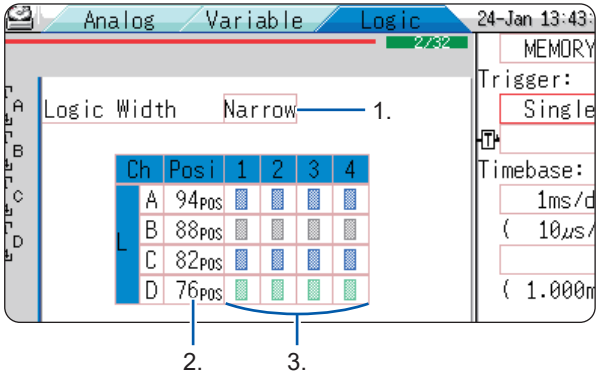 Analog Variable Logic 24-Jan 13:43:
2/32 MEMORY
Trigger:
A Logic Width Narrow 1. Single
T
B
Ch Posi 1 2 3 4 Timebase:
C L A 94POS 1ms/d
B 88POS ( 10µs/
D C 82POS
D 76POS ( 1.000m
2. 3.